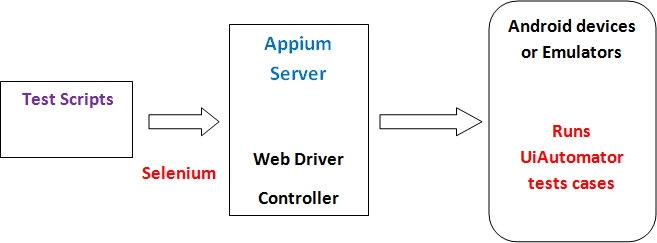 Test Scripts
Selenium
Appium
Server
Web Driver
Controller
Android devices
or Emulators
Runs
UiAutomator
tests cases